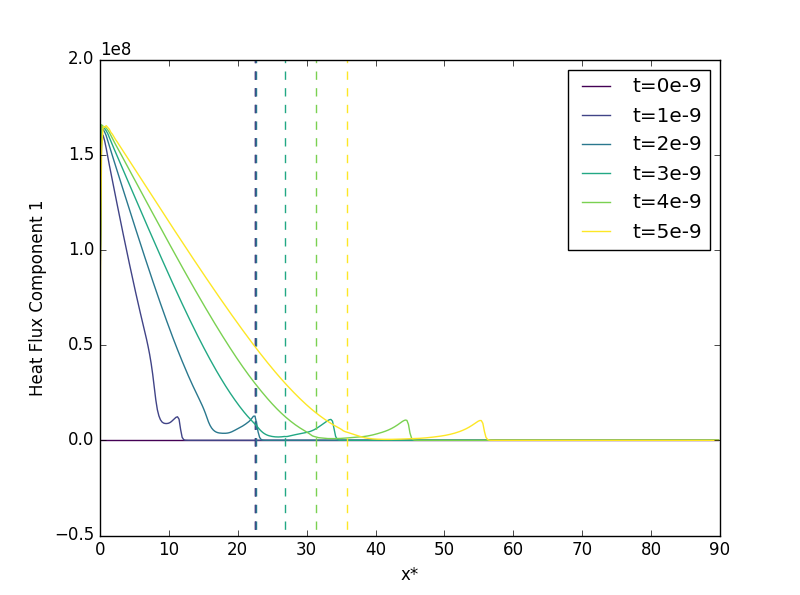 1e8
2.0
1.5
1.0
0.5
0.0
−0.5
Heat Flux Component 1
0 10 20 30 40 50 60 70 80 90
x*
t=0e-9
t=1e-9
t=2e-9
t=3e-9
t=4e-9
t=5e-9